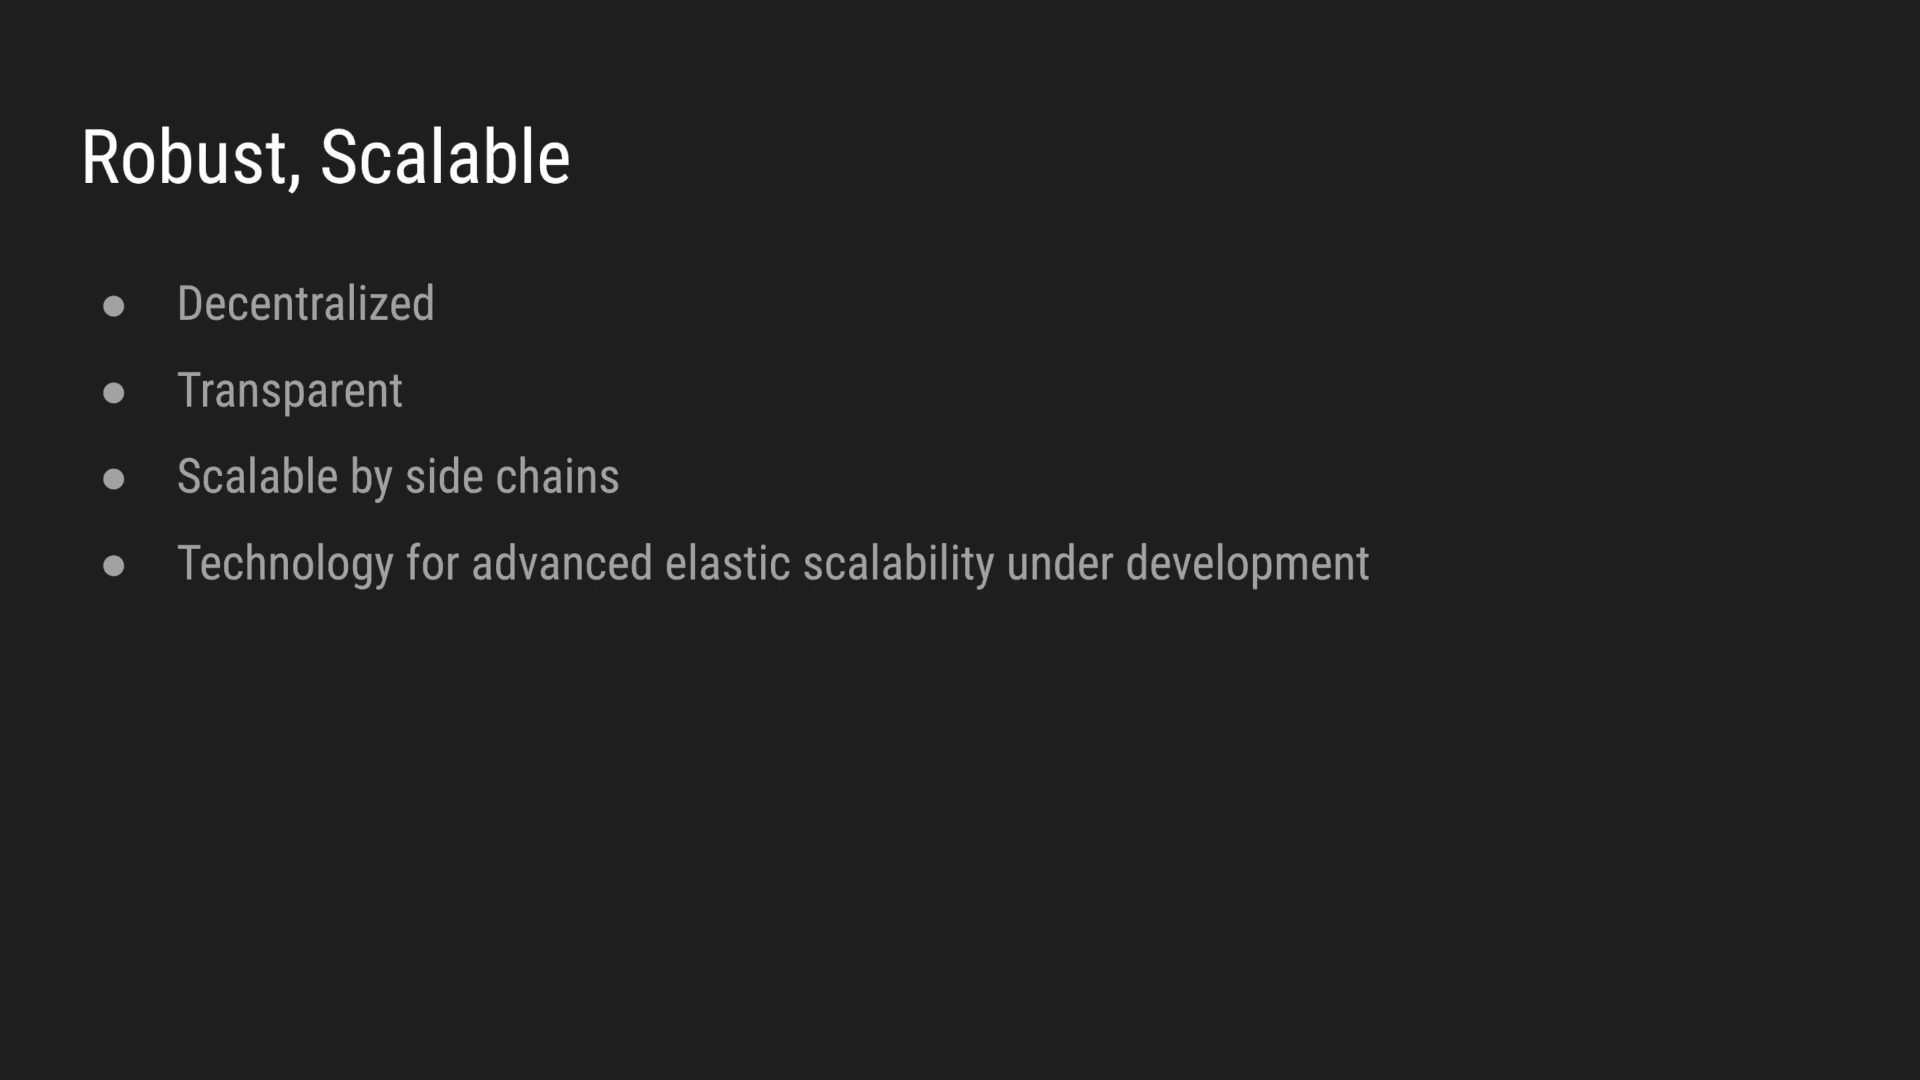 Robust, Scalable
● Decentralized
● Transparent
● Scalable by side chains
● Technology for advanced elastic scalability under development